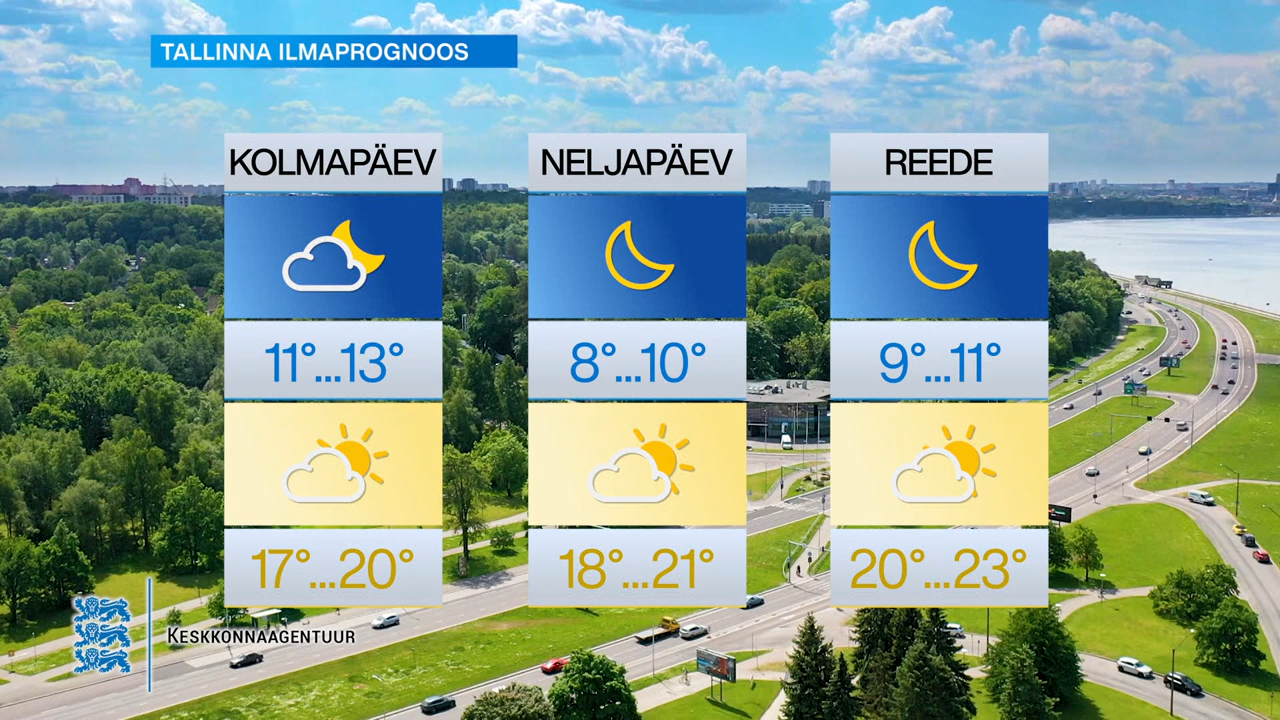 TALLINNA ILMAPROGNOOS
KOLMAPÄEV
11°...13°
17°...20°
NELJAPÄEV
8°...10°
18°...21°
REEDE
9°...11°
20°...23°
KESKKONNAAGENTUUR